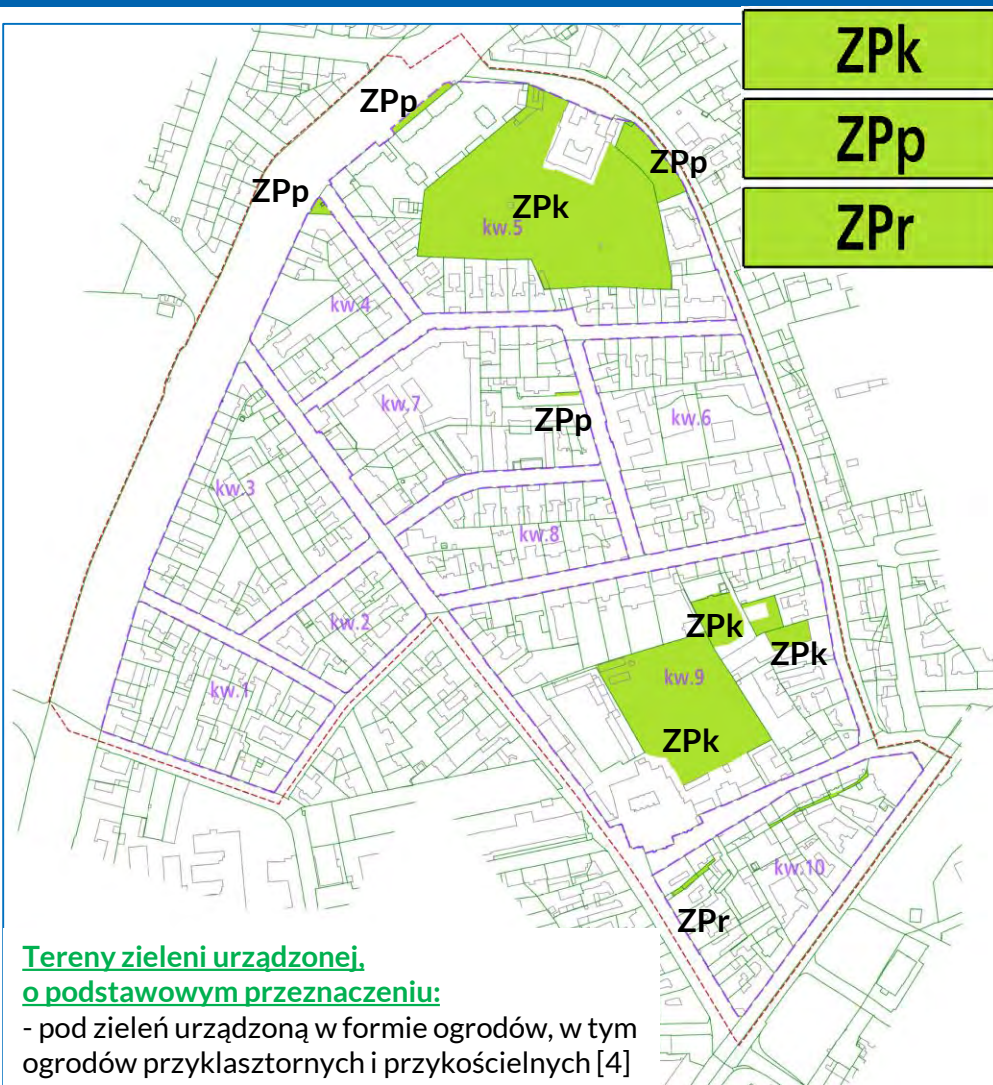 ZPk
ZPp
ZPr
ZPp
ZPp
ZPk
ZPp
kw.5
kw.4
kw.7
ZPp
kw.6
kw.3
kw.8
kw.2
ZPk
ZPk
kw.1
kw.9
ZPk
kw.10
ZPr
Tereny zieleni urządzonej,
o podstawowym przeznaczeniu:
- pod zieleń urządzoną w formie ogrodów, w tym
ogrodów przyklasztornych i przykościelnych [4]